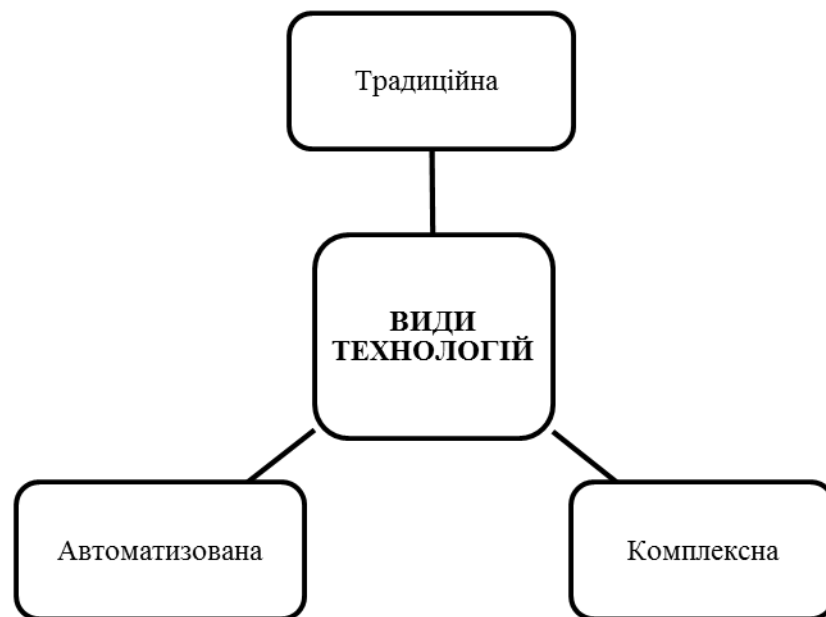 Традиційна
ВИДИ
ТЕХНОЛОГІЙ
Автоматизована
Комплексна